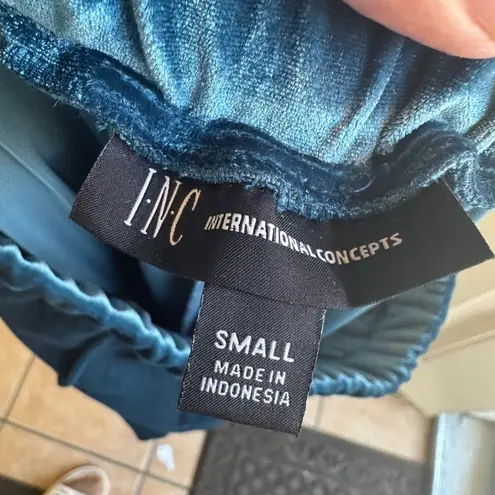 I·N·C INTERNATIONAL CONCEPTS
SMALL
MADE IN
INDONESIA